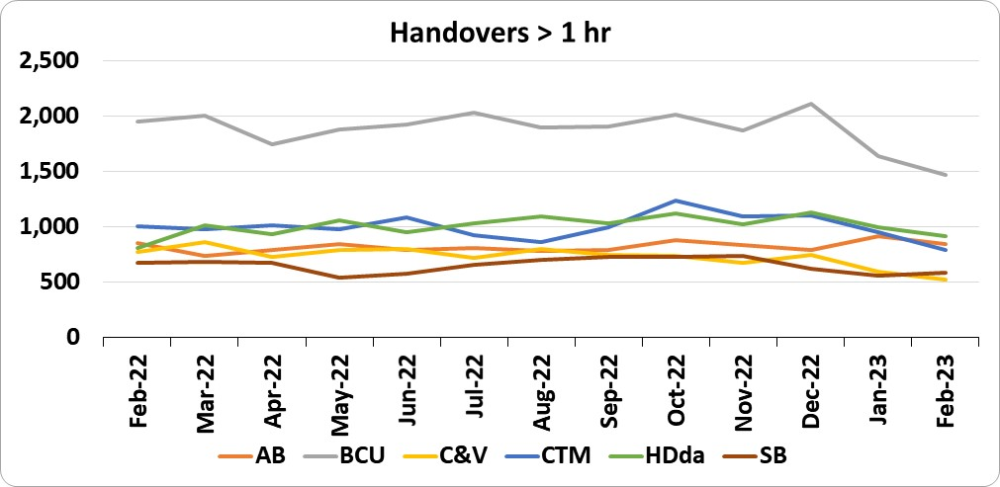 Handovers > 1 hr
2,500
2,000
1,500
1,000
500
0
Feb-22
Mar-22
Apr-22
May-22
Jun-22
Jul-22
Aug-22
Sep-22
Oct-22
Nov-22
Dec-22
Jan-23
Feb-23
AB BCU C&V CTM HDda SB